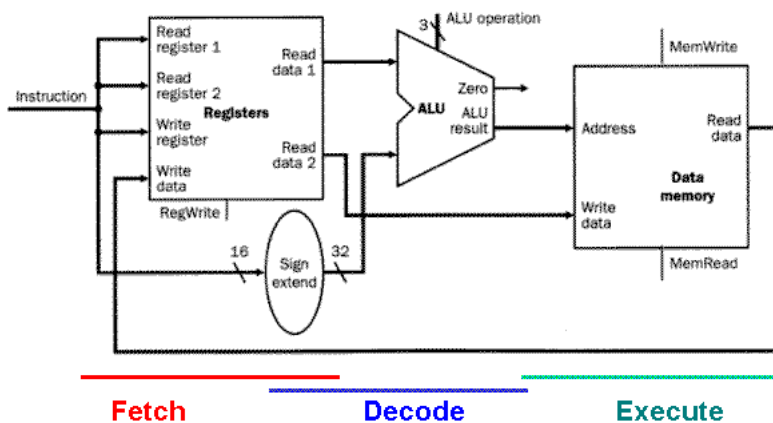 3
ALU operation
Read
register 1
Read
data 1
MemWrite
Read
register 2
Zero
Instruction
Registers
ALU
ALU
result
Address
Read
data
Write
register
Read
data 2
Write
data
Data
memory
RegWrite
Write
data
16
Sign
extend
32
MemRead
Fetch
Decode
Execute